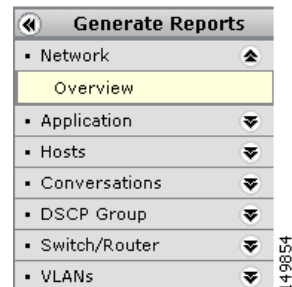 Generate Reports
Network
Overview
Application
Hosts
Conversations
DSCP Group
Switch/Router
VLANs
149854